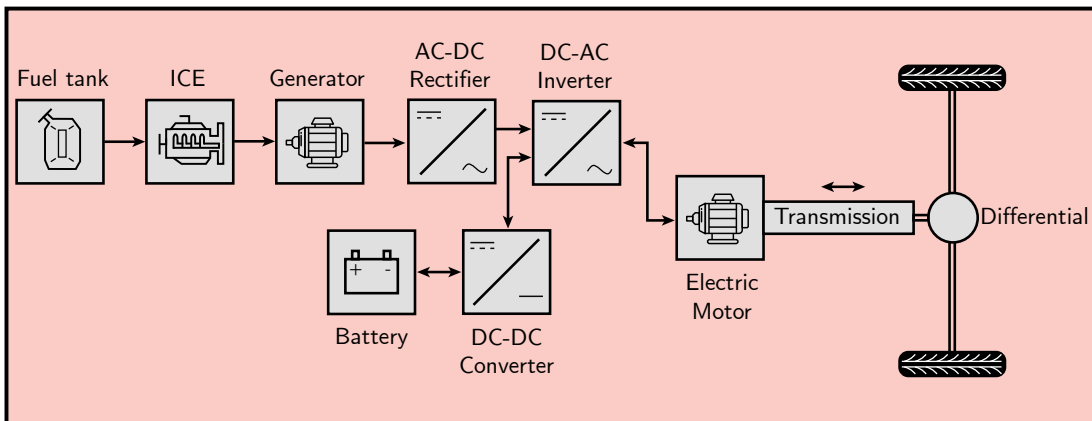 Fuel tank
ICE
Generator
AC-DC
Rectifier
DC-AC
Inverter
Transmission
Differential
+ -
Battery
DC-DC
Converter
Electric
Motor